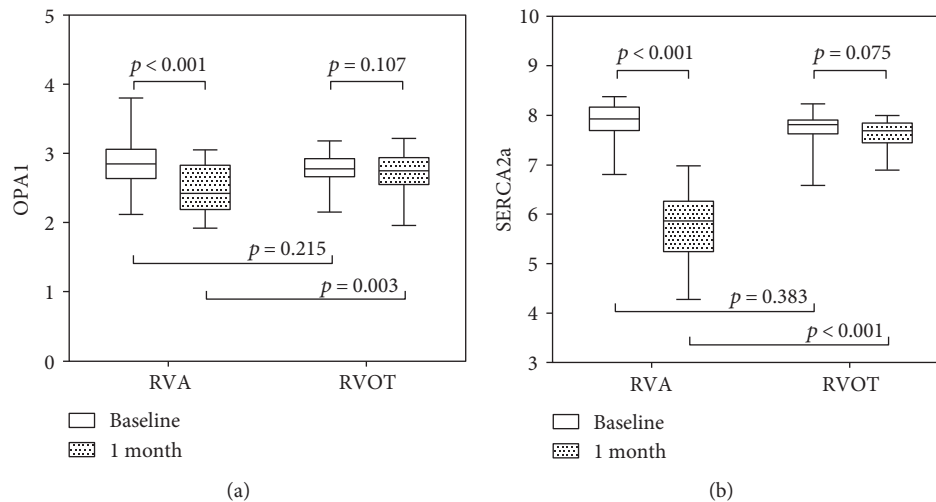 5
4
3
2
1
0
OPA1
p < 0.001
p = 0.107
p = 0.215
p = 0.003
RVA
RVOT
Baseline
1 month
(a)
10
9
8
7
6
5
4
3
SERCA2a
p < 0.001
p = 0.075
p = 0.383
p < 0.001
RVA
RVOT
Baseline
1 month
(b)